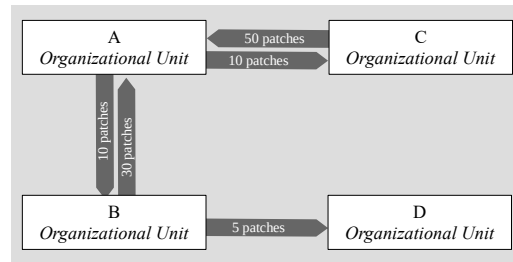 A
Organizational Unit
50 patches
10 patches
C
Organizational Unit
10 patches
30 patches
B
Organizational Unit
5 patches
D
Organizational Unit